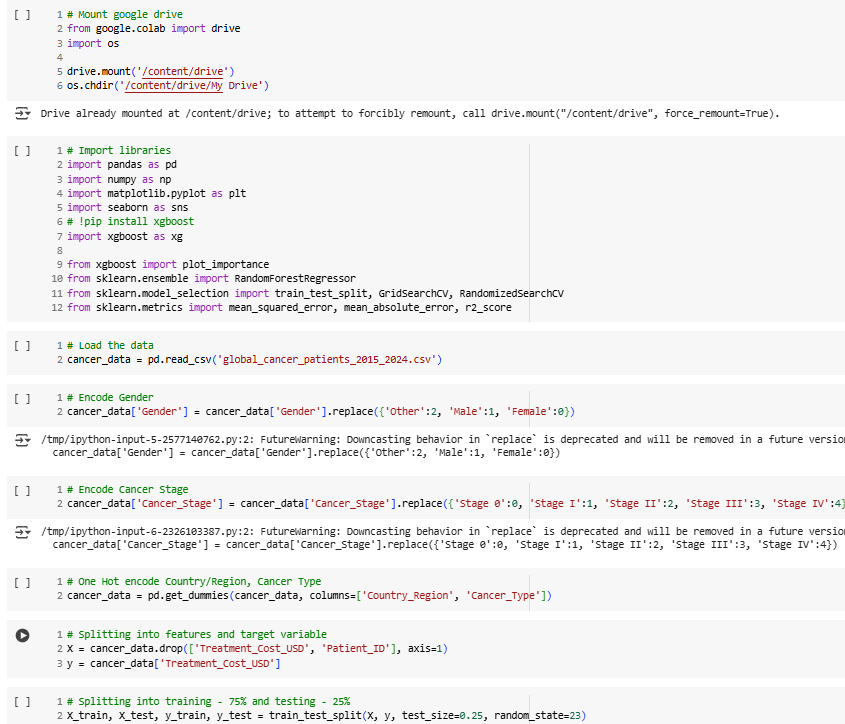 [ ] 1 # Mount google drive
2 from google.colab import drive
3 import os
4
5 drive.mount('/content/drive')
6 os.chdir('/content/drive/My Drive')
Drive already mounted at /content/drive; to attempt to forcibly remount, call drive.mount("/content/drive", force_remount=True).
[ ] 1 # Import libraries
2 import pandas as pd
3 import numpy as np
4 import matplotlib.pyplot as plt
5 import seaborn as sns
6 # !pip install xgboost
7 import xgboost as xg
8
9 from xgboost import plot_importance
10 from sklearn.ensemble import RandomForestRegressor
11 from sklearn.model_selection import train_test_split, GridSearchCV, RandomizedSearchCV
12 from sklearn.metrics import mean_squared_error, mean_absolute_error, r2_score
[ ] 1 # Load the data
2 cancer_data = pd.read_csv('global_cancer_patients_2015_2024.csv')
[ ] 1 # Encode Gender
2 cancer_data['Gender'] = cancer_data['Gender'].replace({'Other':2, 'Male':1, 'Female':0})
/tmp/ipython-input-5-2577140762.py:2: FutureWarning: Downcasting behavior in `replace` is deprecated and will be removed in a future version
cancer_data['Gender'] = cancer_data['Gender'].replace({'Other':2, 'Male':1, 'Female':0})
[ ] 1 # Encode Cancer Stage
2 cancer_data['Cancer_Stage'] = cancer_data['Cancer_Stage'].replace({'Stage 0':0, 'Stage I':1, 'Stage II':2, 'Stage III':3, 'Stage IV':4}
/tmp/ipython-input-6-2326103387.py:2: FutureWarning: Downcasting behavior in `replace` is deprecated and will be removed in a future version
cancer_data['Cancer_Stage'] = cancer_data['Cancer_Stage'].replace({'Stage 0':0, 'Stage I':1, 'Stage II':2, 'Stage III':3, 'Stage IV':4})
[ ] 1 # One Hot encode Country/Region, Cancer Type
2 cancer_data = pd.get_dummies(cancer_data, columns=['Country_Region', 'Cancer_Type'])
1 # Splitting into features and target variable
2 X = cancer_data.drop(['Treatment_Cost_USD', 'Patient_ID'], axis=1)
3 y = cancer_data['Treatment_Cost_USD']
[ ] 1 # Splitting into training - 75% and testing - 25%
2 X_train, X_test, y_train, y_test = train_test_split(X, y, test_size=0.25, random_state=23)